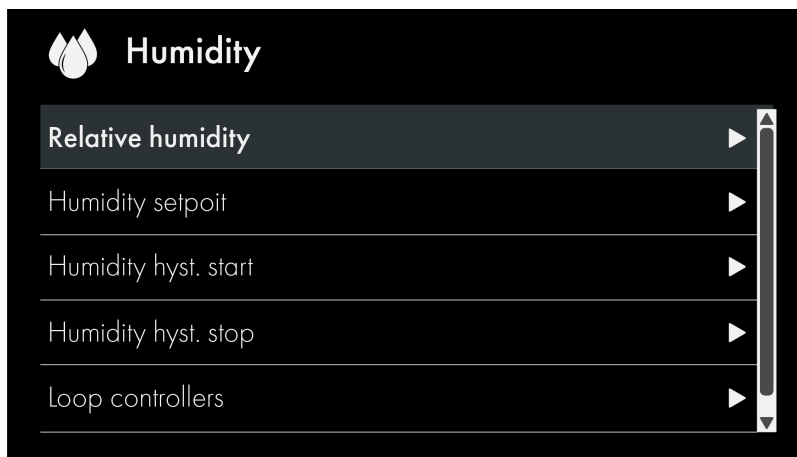 Humidity
Relative humidity
Humidity setpoit
Humidity hyst. start
Humidity hyst. stop
Loop controllers